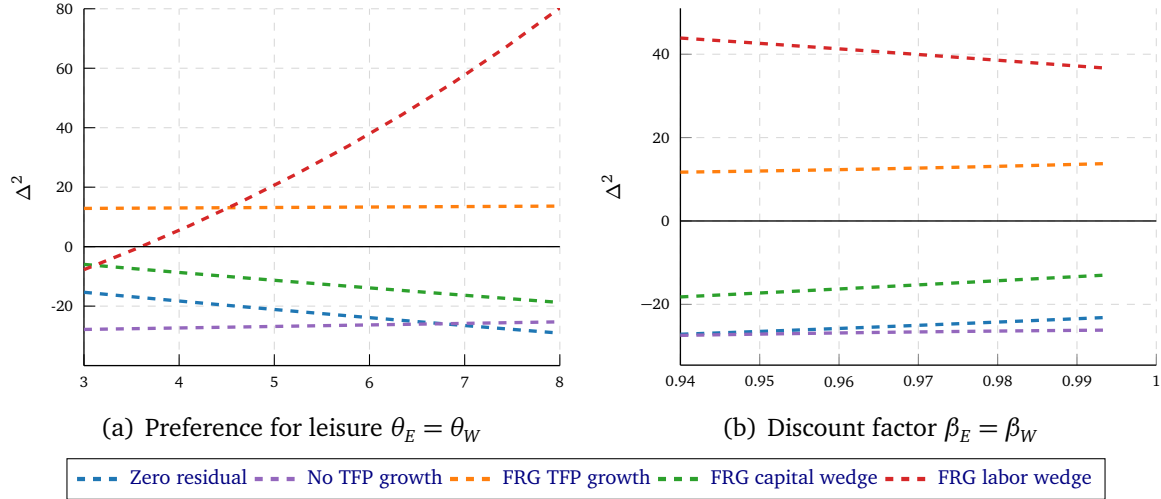 80
60
40
20
0
−20
3 4 5 6 7 8
Δ²
(a) Preference for leisure θ_E = θ_W
40
20
0
−20
0.94 0.95 0.96 0.97 0.98 0.99 1
Δ²
(b) Discount factor β_E = β_W
Zero residual No TFP growth FRG TFP growth FRG capital wedge FRG labor wedge